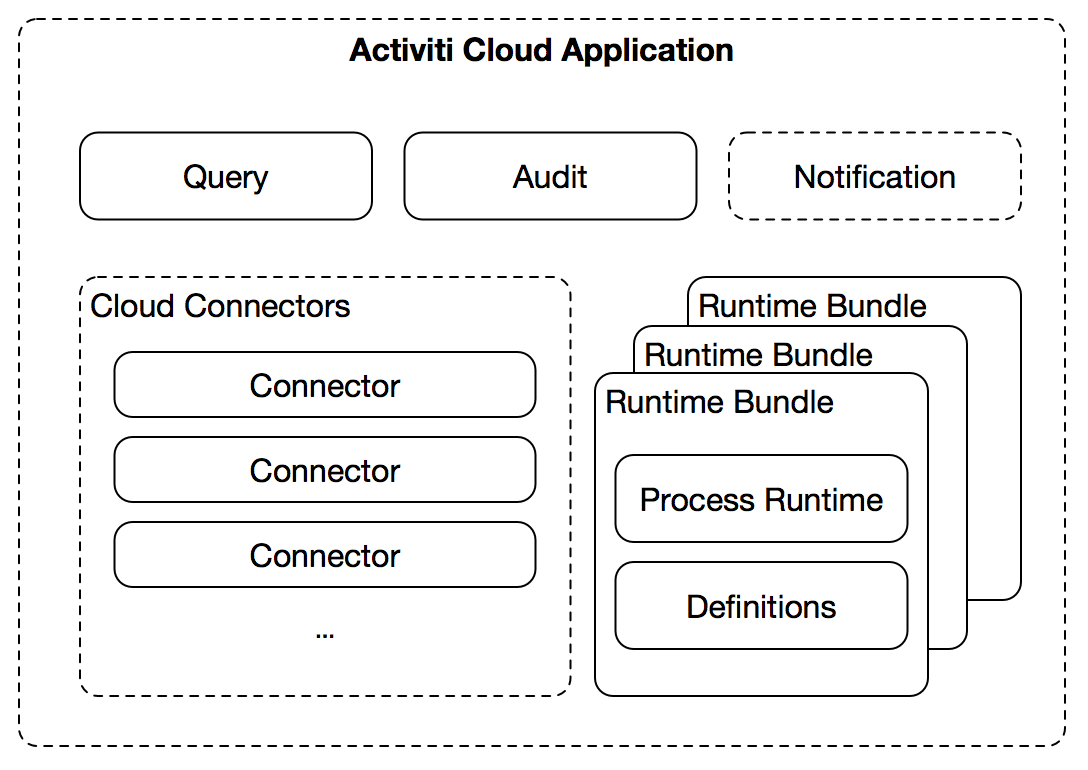 Activiti Cloud Application
Query
Audit
Notification
Cloud Connectors
Connector
Connector
Connector
...
Runtime Bundle
Runtime Bundle
Runtime Bundle
Process Runtime
Definitions